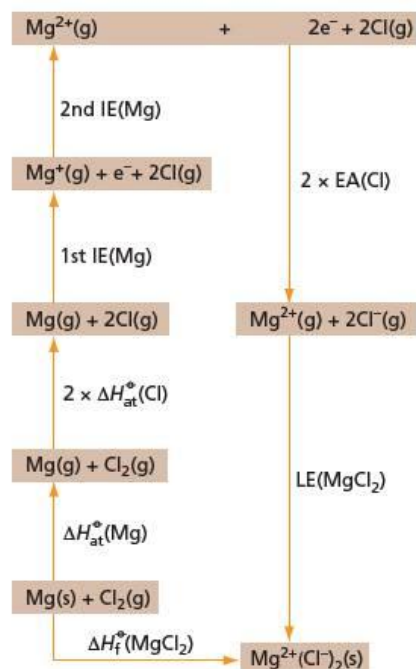 Mg²⁺(g) + 2e⁻ + 2Cl(g)
2nd IE(Mg)
Mg⁺(g) + e⁻ + 2Cl(g)
2 × EA(Cl)
1st IE(Mg)
Mg(g) + 2Cl(g)
Mg²⁺(g) + 2Cl⁻(g)
2 × ΔH⦵at(Cl)
Mg(g) + Cl₂(g)
LE(MgCl₂)
ΔH⦵at(Mg)
Mg(s) + Cl₂(g)
ΔH⦵f(MgCl₂)
Mg²⁺(Cl⁻)₂(s)